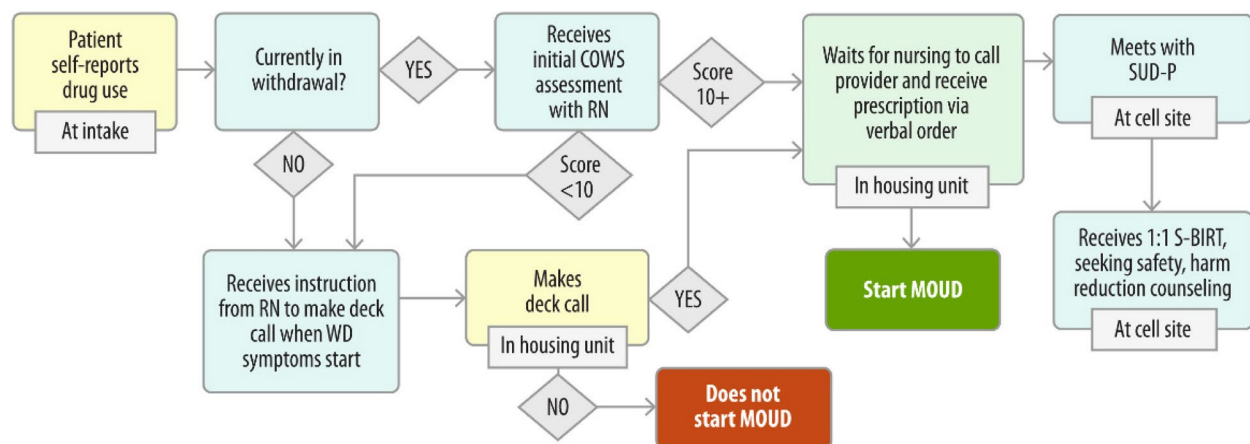 Patient
self-reports
drug use
At intake
Currently in
withdrawal?
YES
Receives
initial COWS
assessment
with RN
Score
10+
Waits for nursing to call
provider and receive
prescription via
verbal order
In housing unit
Meets with
SUD-P
At cell site
NO
Score
<10
Receives instruction
from RN to make deck
call when WD
symptoms start
Makes
deck call
In housing unit
YES
NO
Does not
start MOUD
Start MOUD
Receives 1:1 S-BIRT,
seeking safety, harm
reduction counseling
At cell site